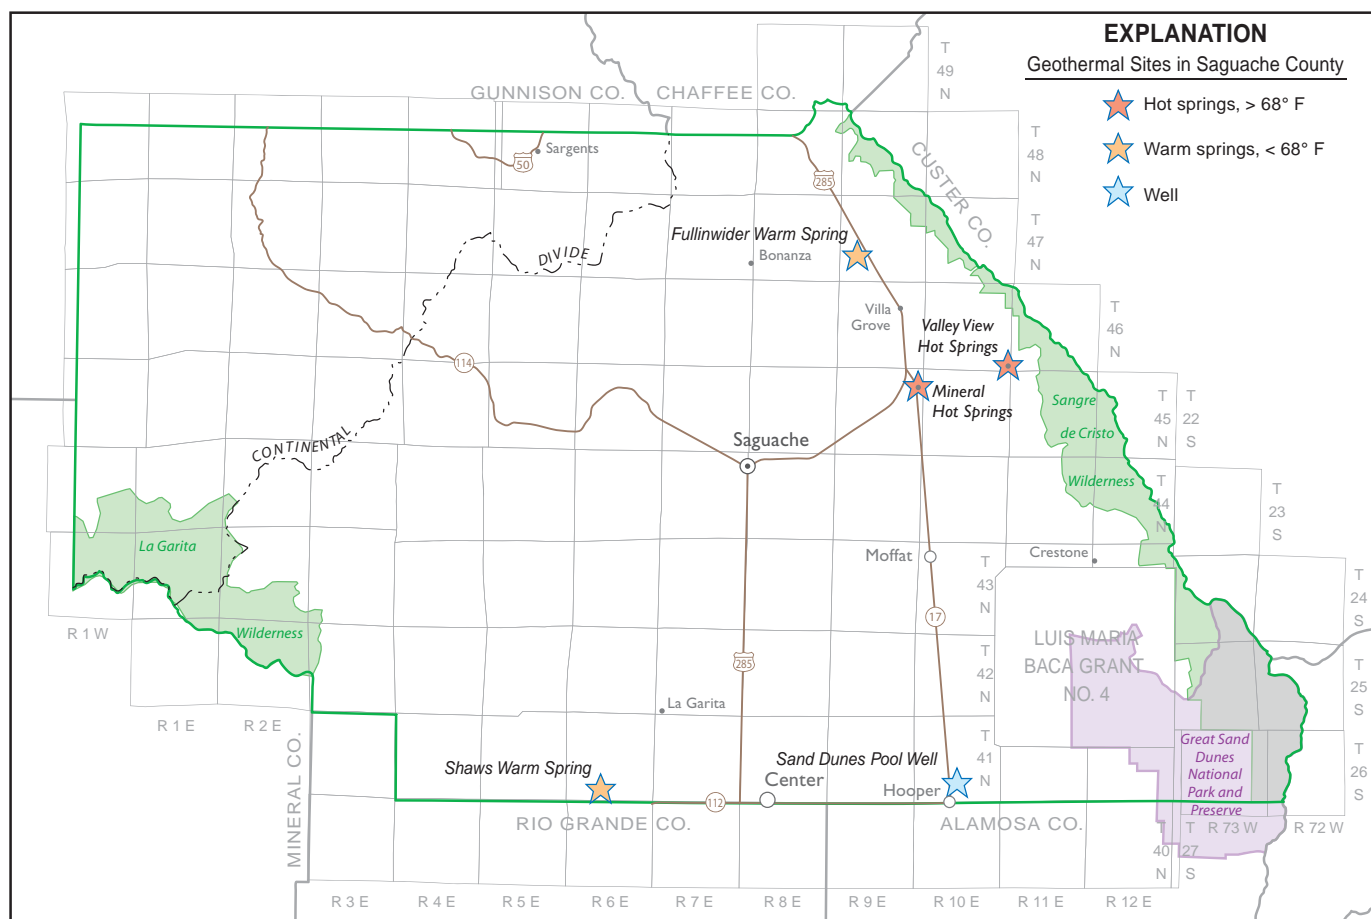 EXPLANATION
Geothermal Sites in Saguache County
Hot springs, > 68° F
Warm springs, < 68° F
Well
T
49
N
GUNNISON CO.
CHAFFEE CO.
T
48
N
50
Sargents
285
CUSTER CO.
T
47
N
Fullinwider Warm Spring
Bonanza
DIVIDE
Villa
Grove
T
46
N
Valley View
Hot Springs
114
Mineral
Hot Springs
Sangre
de Cristo
Wilderness
T
45
N
T
22
S
CONTINENTAL
Saguache
T
44
N
T
23
S
La Garita
Wilderness
Moffat
Crestone
T
43
N
T
24
S
17
R 1 W
LUIS MARIA
BACA GRANT
NO. 4
T
42
N
285
T
25
S
La Garita
R 1 E
R 2 E
MINERAL CO.
Shaws Warm Spring
Sand Dunes Pool Well
T
41
N
Great Sand
Dunes
National
Park and
Preserve
T
26
S
Center
Hooper
112
RIO GRANDE CO.
ALAMOSA CO.
T
40
N
T
27
S
R 73 W
R 72 W
R 3 E
R 4 E
R 5 E
R 6 E
R 7 E
R 8 E
R 9 E
R 10 E
R 11 E
R 12 E